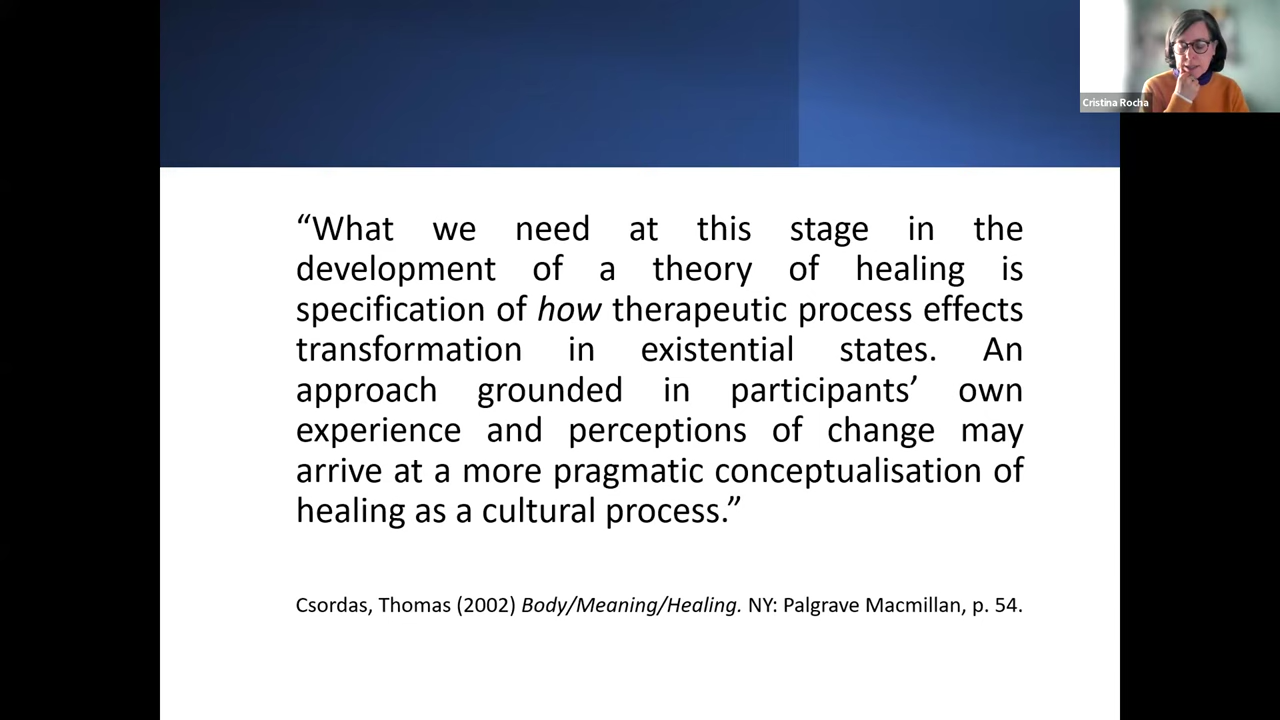 Cristina Rocha
“What we need at this stage in the
development of a theory of healing is
specification of how therapeutic process effects
transformation in existential states. An
approach grounded in participants’ own
experience and perceptions of change may
arrive at a more pragmatic conceptualisation of
healing as a cultural process.”
Csordas, Thomas (2002) Body/Meaning/Healing. NY: Palgrave Macmillan, p. 54.